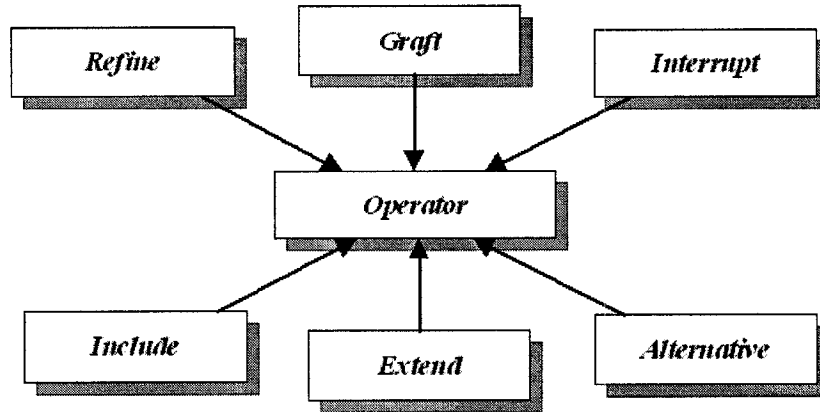 Refine
Graft
Interrupt
Operator
Include
Extend
Alternative